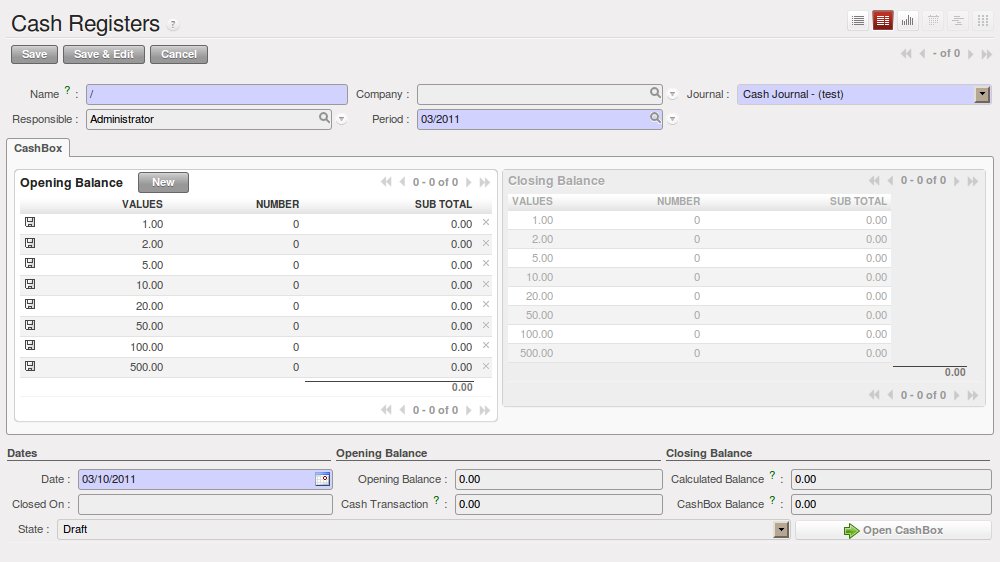 Cash Registers ?
Save Save & Edit Cancel - of 0
Name ? : / Company : Journal : Cash Journal - (test)
Responsible : Administrator Period : 03/2011
CashBox
Opening Balance New 0 - 0 of 0
VALUES NUMBER SUB TOTAL
1.00 0 0.00
2.00 0 0.00
5.00 0 0.00
10.00 0 0.00
20.00 0 0.00
50.00 0 0.00
100.00 0 0.00
500.00 0 0.00
0.00
0 - 0 of 0
Closing Balance 0 - 0 of 0
VALUES NUMBER SUB TOTAL
1.00 0 0.00
2.00 0 0.00
5.00 0 0.00
10.00 0 0.00
20.00 0 0.00
50.00 0 0.00
100.00 0 0.00
500.00 0 0.00
0.00
0 - 0 of 0
Dates Opening Balance Closing Balance
Date : 03/10/2011 Opening Balance : 0.00 Calculated Balance ? : 0.00
Closed On : Cash Transaction ? : 0.00 CashBox Balance ? : 0.00
State : Draft Open CashBox